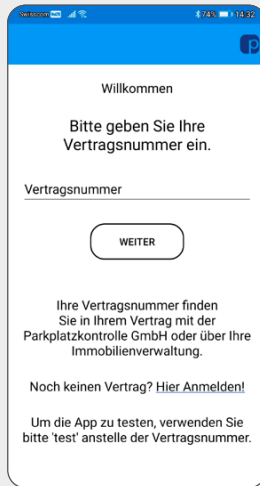 Swisscom 74% 14:32
Willkommen
Bitte geben Sie Ihre
Vertragsnummer ein.
Vertragsnummer
WEITER
Ihre Vertragsnummer finden
Sie in Ihrem Vertrag mit der
Parkplatzkontrolle GmbH oder über Ihre
Immobilienverwaltung.
Noch keinen Vertrag? Hier Anmelden!
Um die App zu testen, verwenden Sie
bitte 'test' anstelle der Vertragsnummer.